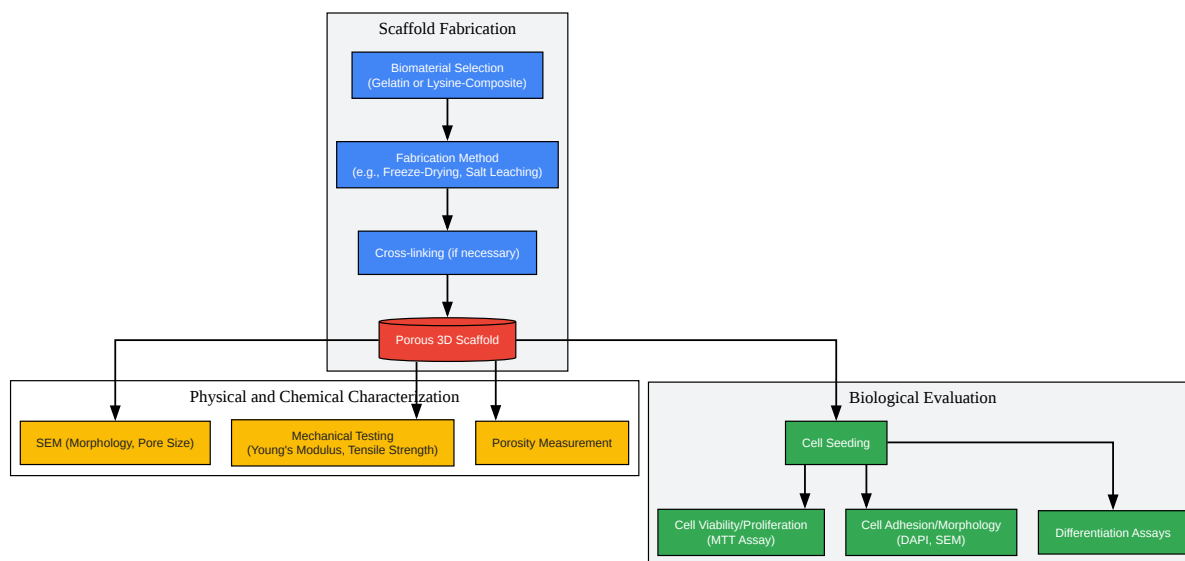 Scaffold Fabrication
Biomaterial Selection
(Gelatin or Lysine-Composite)
Fabrication Method
(e.g., Freeze-Drying, Salt Leaching)
Cross-linking (if necessary)
Porous 3D Scaffold
Physical and Chemical Characterization
SEM (Morphology, Pore Size)
Mechanical Testing
(Young's Modulus, Tensile Strength)
Porosity Measurement
Biological Evaluation
Cell Seeding
Cell Viability/Proliferation
(MTT Assay)
Cell Adhesion/Morphology
(DAPI, SEM)
Differentiation Assays